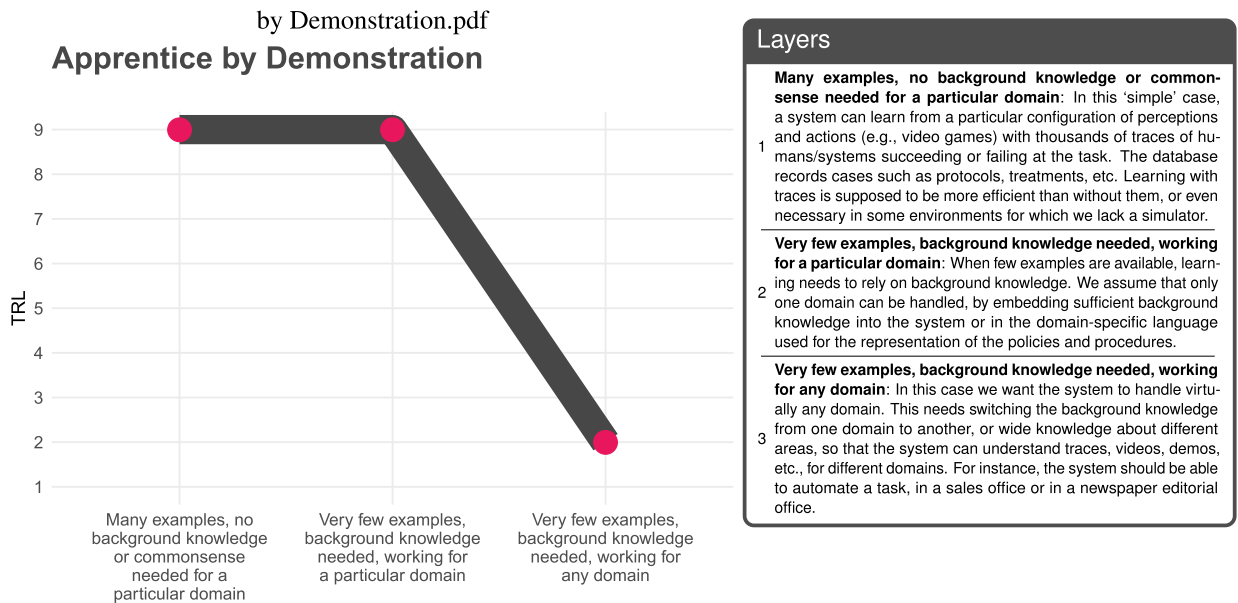 by Demonstration.pdf
Apprentice by Demonstration
TRL
9
8
7
6
5
4
3
2
1
Many examples, no
background knowledge
or commonsense
needed for a
particular domain
Very few examples,
background knowledge
needed, working for
a particular domain
Very few examples,
background knowledge
needed, working for
any domain
Layers
1
Many examples, no background knowledge or common-
sense needed for a particular domain: In this ‘simple’ case,
a system can learn from a particular configuration of perceptions
and actions (e.g., video games) with thousands of traces of hu-
mans/systems succeeding or failing at the task. The database
records cases such as protocols, treatments, etc. Learning with
traces is supposed to be more efficient than without them, or even
necessary in some environments for which we lack a simulator.
2
Very few examples, background knowledge needed, working
for a particular domain: When few examples are available, learn-
ing needs to rely on background knowledge. We assume that only
one domain can be handled, by embedding sufficient background
knowledge into the system or in the domain-specific language
used for the representation of the policies and procedures.
3
Very few examples, background knowledge needed, working
for any domain: In this case we want the system to handle virtu-
ally any domain. This needs switching the background knowledge
from one domain to another, or wide knowledge about different
areas, so that the system can understand traces, videos, demos,
etc., for different domains. For instance, the system should be able
to automate a task, in a sales office or in a newspaper editorial
office.